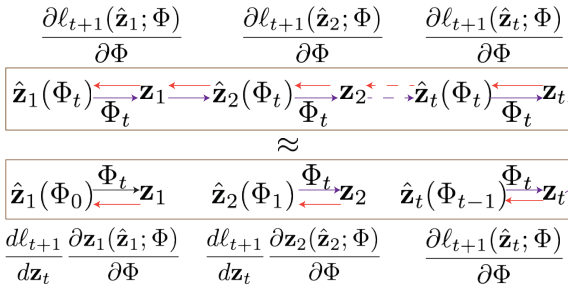 ∂ℓ_{t+1}(ẑ_1; Φ)/∂Φ ∂ℓ_{t+1}(ẑ_2; Φ)/∂Φ ∂ℓ_{t+1}(ẑ_t; Φ)/∂Φ
ẑ_1(Φ_t) z_1 ẑ_2(Φ_t) z_2 ẑ_t(Φ_t) z_t
Φ_t Φ_t Φ_t
≈
Φ_t Φ_t Φ_t
ẑ_1(Φ_0) z_1 ẑ_2(Φ_1) z_2 ẑ_t(Φ_{t−1}) z_t
dℓ_{t+1}/dz_t ∂z_1(ẑ_1; Φ)/∂Φ dℓ_{t+1}/dz_t ∂z_2(ẑ_2; Φ)/∂Φ ∂ℓ_{t+1}(ẑ_t; Φ)/∂Φ